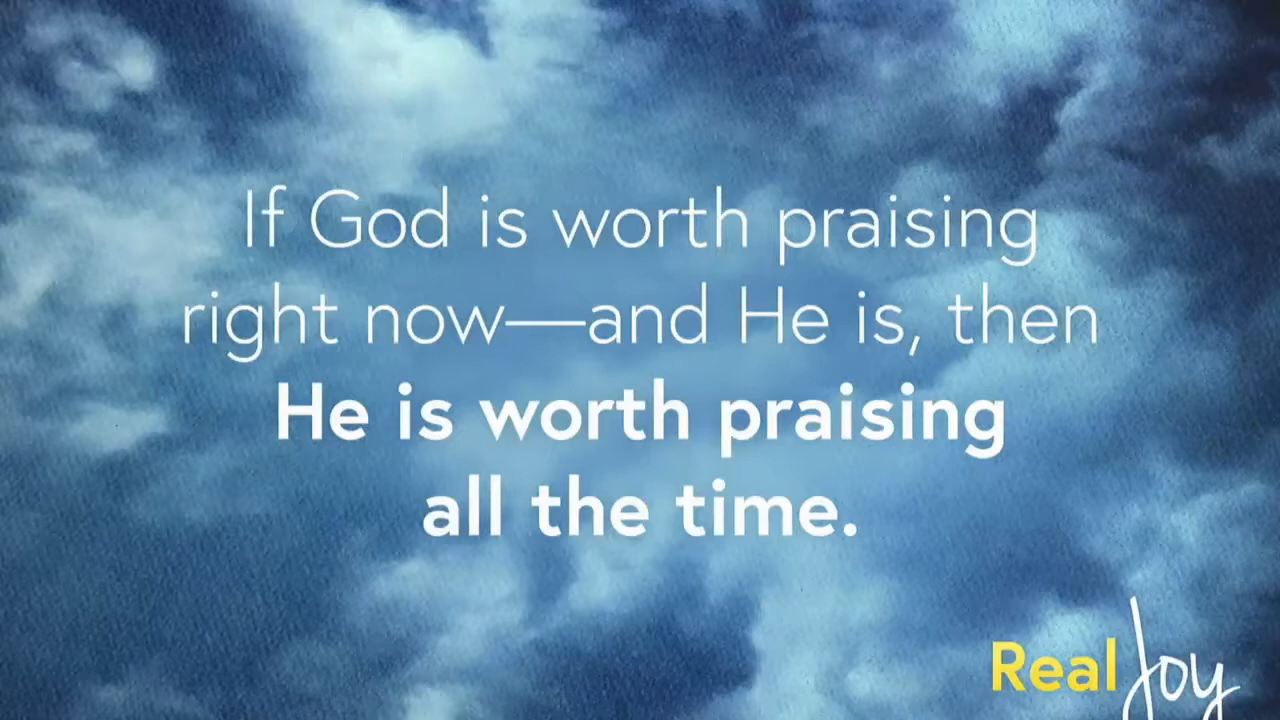 If God is worth praising
right now—and He is, then
He is worth praising
all the time.
Real Joy